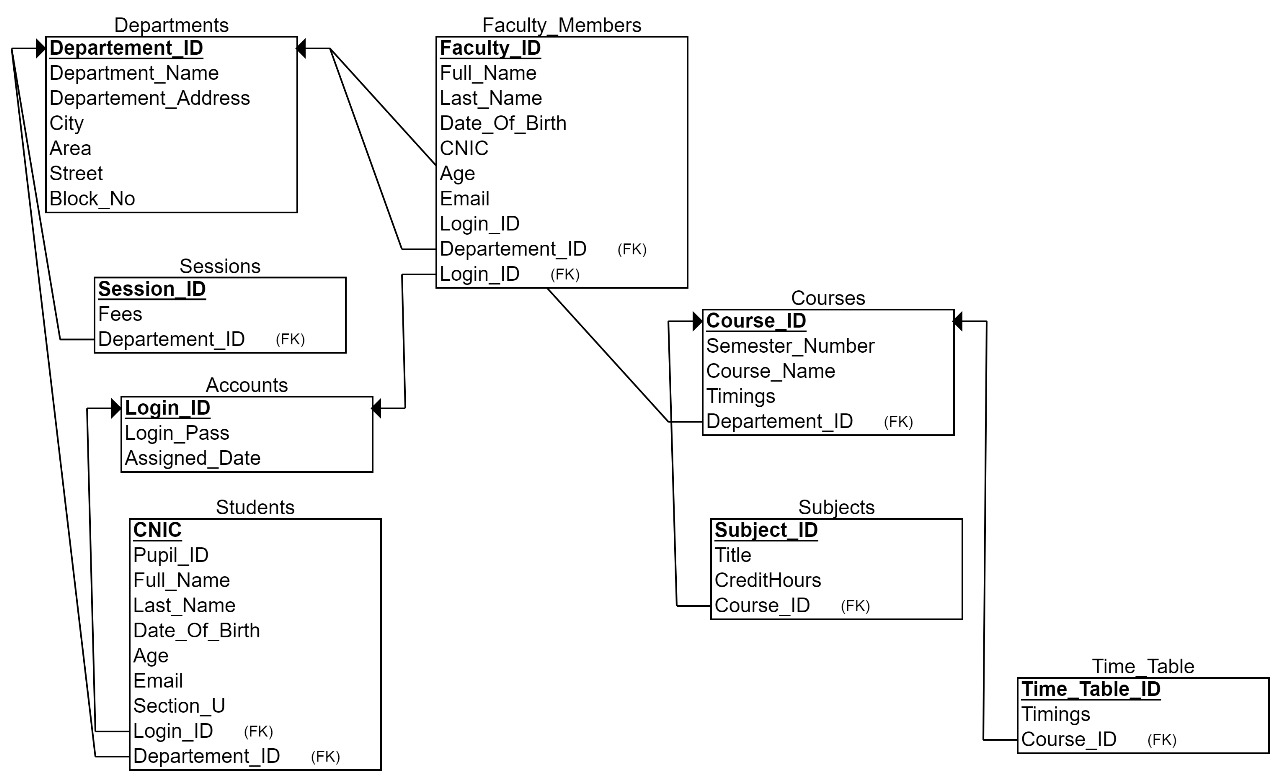 Departments
Departement_ID
Department_Name
Departement_Address
City
Area
Street
Block_No
Faculty_Members
Faculty_ID
Full_Name
Last_Name
Date_Of_Birth
CNIC
Age
Email
Login_ID
Departement_ID (FK)
Login_ID (FK)
Sessions
Session_ID
Fees
Departement_ID (FK)
Courses
Course_ID
Semester_Number
Course_Name
Timings
Departement_ID (FK)
Accounts
Login_ID
Login_Pass
Assigned_Date
Students
CNIC
Pupil_ID
Full_Name
Last_Name
Date_Of_Birth
Age
Email
Section_U
Login_ID (FK)
Departement_ID (FK)
Subjects
Subject_ID
Title
CreditHours
Course_ID (FK)
Time_Table
Time_Table_ID
Timings
Course_ID (FK)